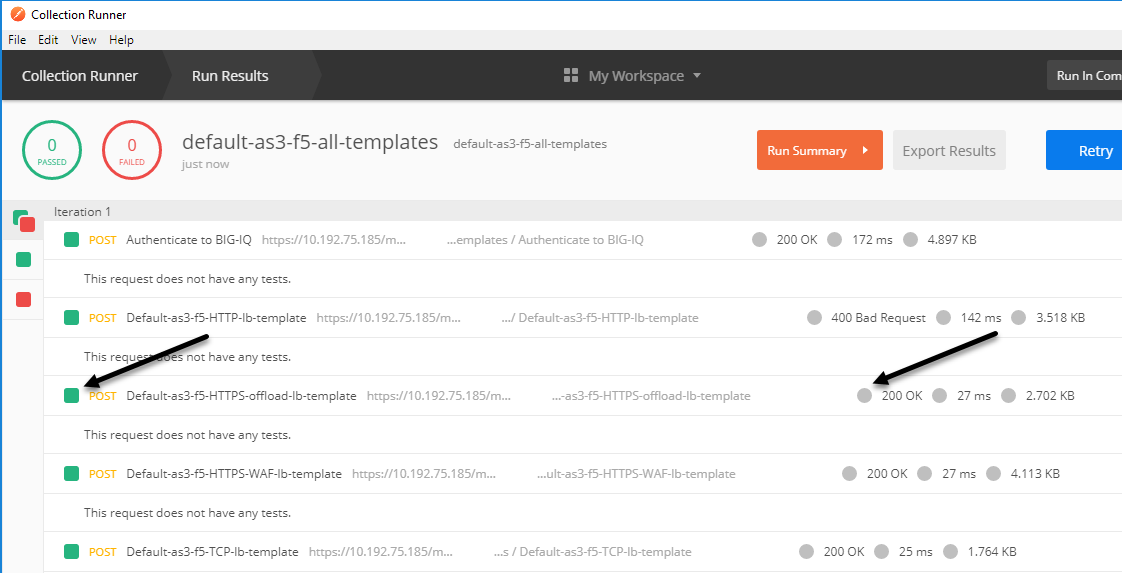 Collection Runner
File Edit View Help
Collection Runner Run Results My Workspace Run In Com
0 PASSED
0 FAILED
default-as3-f5-all-templates default-as3-f5-all-templates
just now
Run Summary Export Results Retry
Iteration 1
POST Authenticate to BIG-IQ https://10.192.75.185/m... ...emplates / Authenticate to BIG-IQ 200 OK 172 ms 4.897 KB
This request does not have any tests.
POST Default-as3-f5-HTTP-lb-template https://10.192.75.185/m... .../ Default-as3-f5-HTTP-lb-template 400 Bad Request 142 ms 3.518 KB
This request does not have any tests.
POST Default-as3-f5-HTTPS-offload-lb-template https://10.192.75.185/m... ...-as3-f5-HTTPS-offload-lb-template 200 OK 27 ms 2.702 KB
This request does not have any tests.
POST Default-as3-f5-HTTPS-WAF-lb-template https://10.192.75.185/m... ...ult-as3-f5-HTTPS-WAF-lb-template 200 OK 27 ms 4.113 KB
This request does not have any tests.
POST Default-as3-f5-TCP-lb-template https://10.192.75.185/m... ...s / Default-as3-f5-TCP-lb-template 200 OK 25 ms 1.764 KB